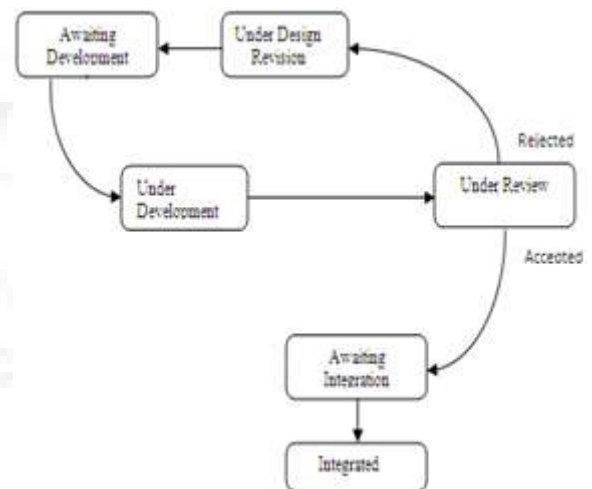 Awaiting
Development
Under Design
Revision
Rejected
Under
Development
Under Review
Accepted
Awaiting
Integration
Integrated